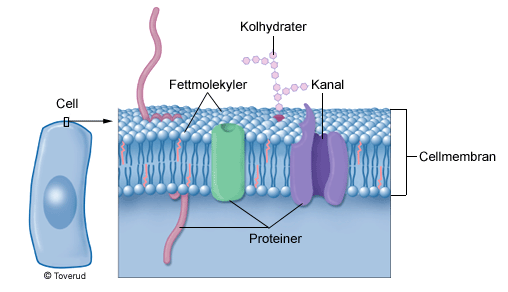 Kolhydrater
Fettmolekyler
Kanal
Cell
Cellmembran
Proteiner
© Toverud